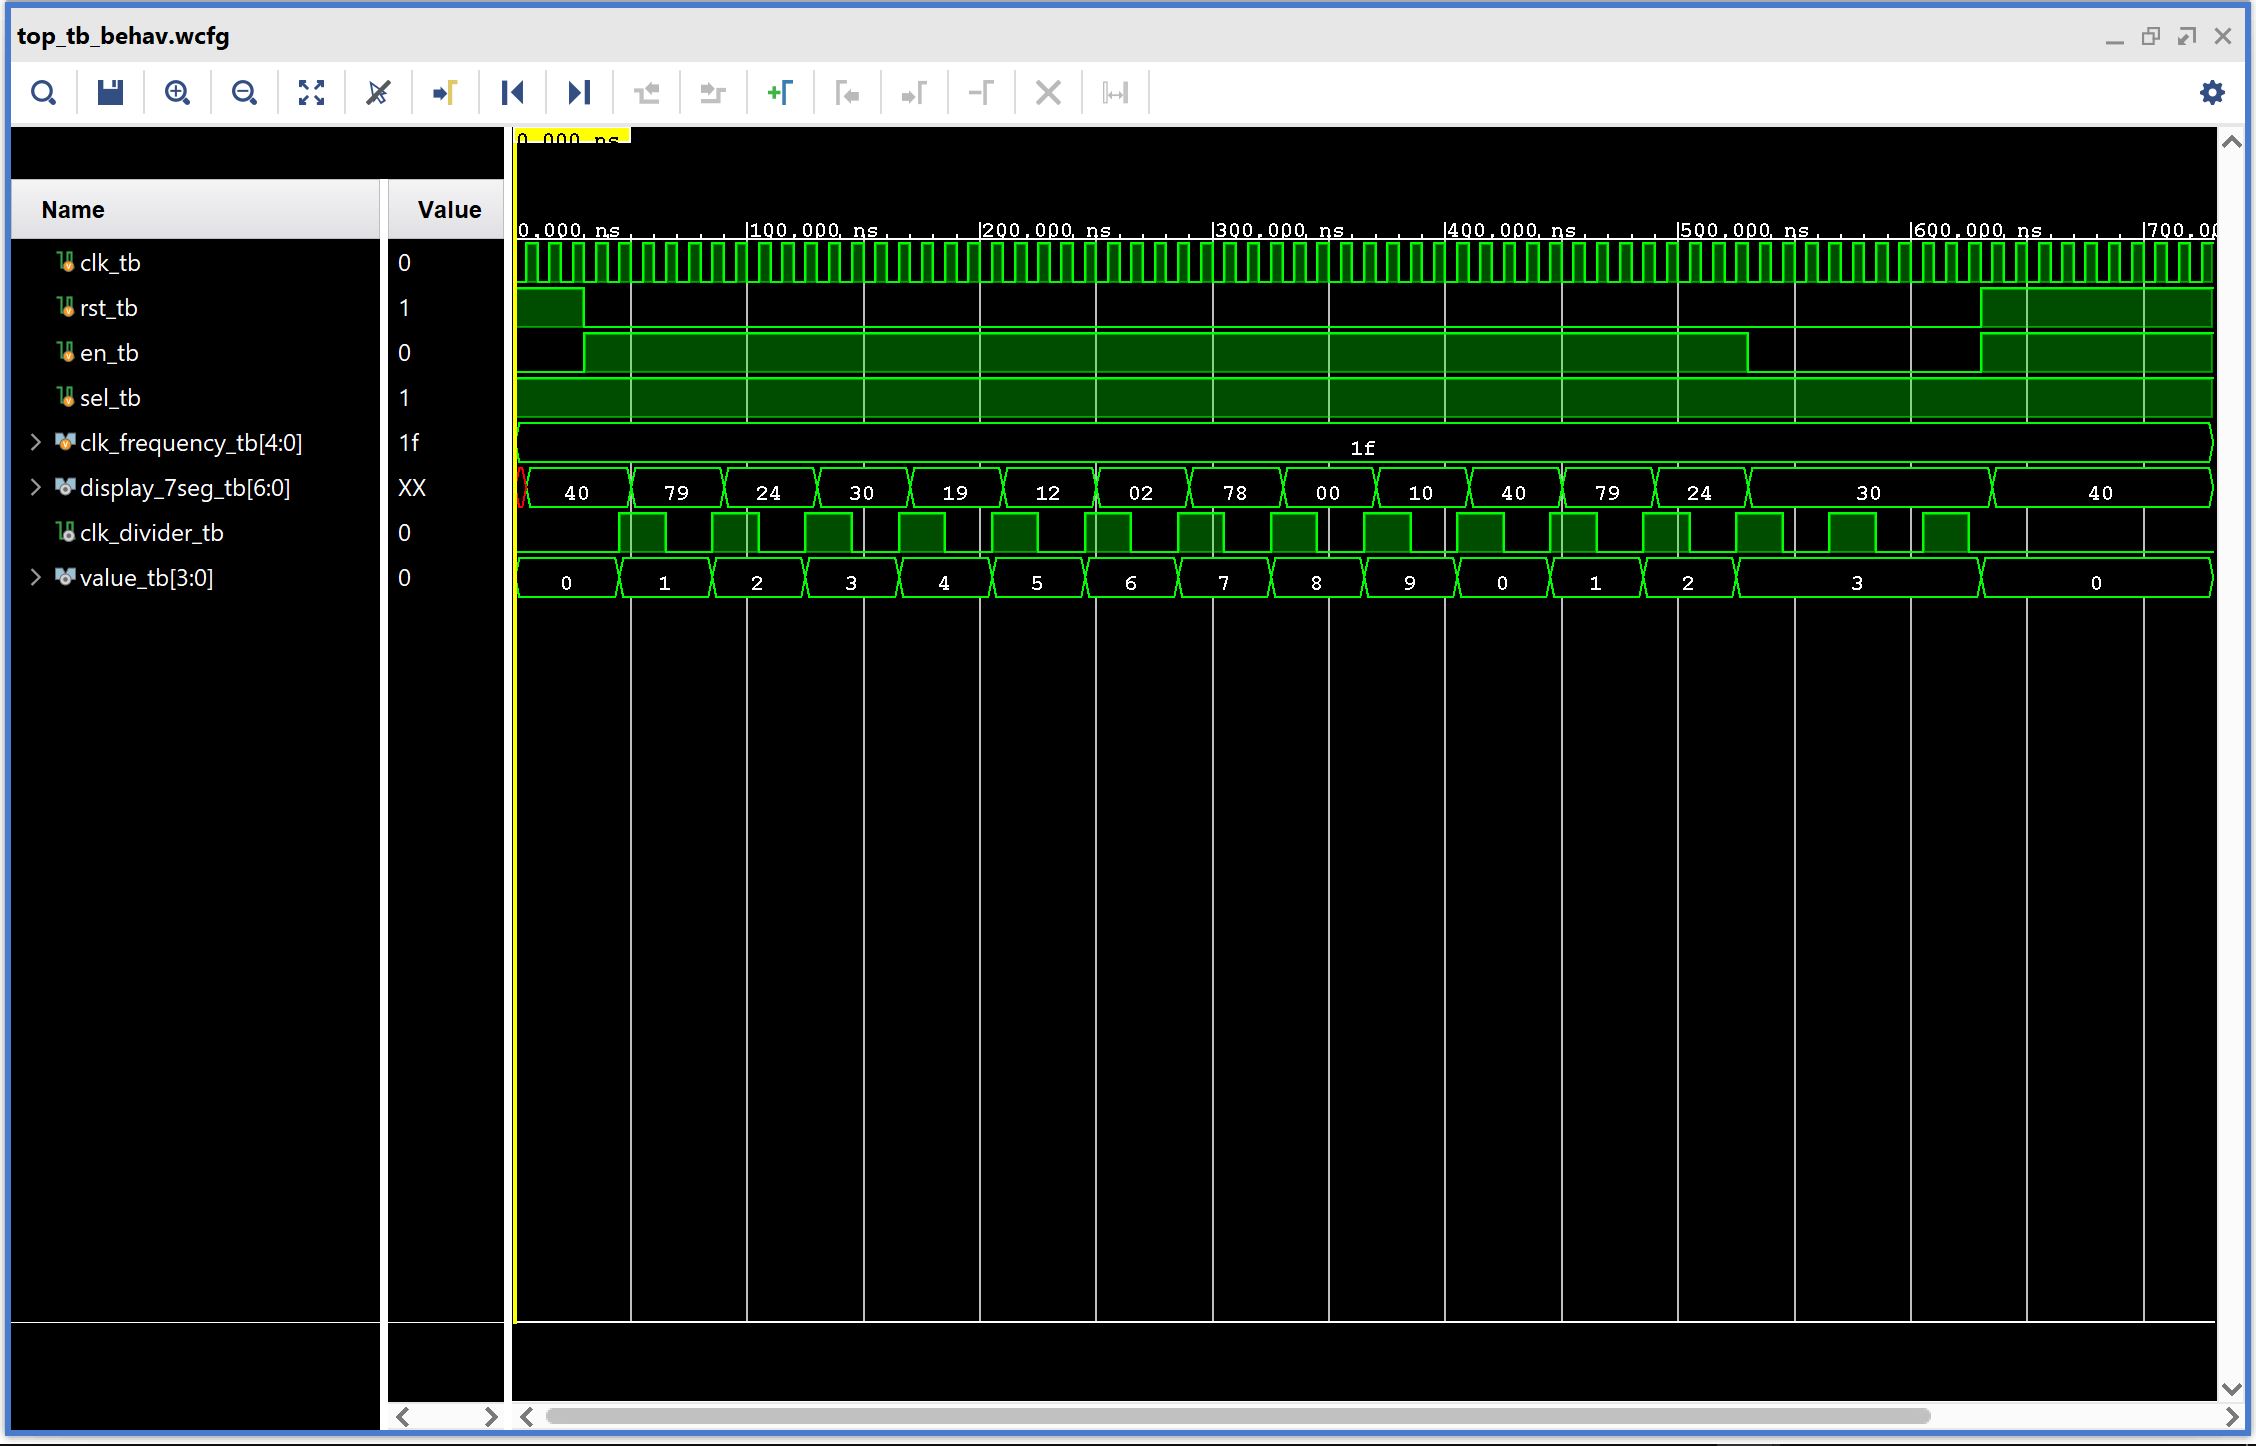 top_tb_behav.wcfg
0.000 ns
Name Value
0.000 ns 100.000 ns 200.000 ns 300.000 ns 400.000 ns 500.000 ns 600.000 ns 700.0
clk_tb 0
rst_tb 1
en_tb 0
sel_tb 1
clk_frequency_tb[4:0] 1f 1f
display_7seg_tb[6:0] XX 40 79 24 30 19 12 02 78 00 10 40 79 24 30 40
clk_divider_tb 0
value_tb[3:0] 0 0 1 2 3 4 5 6 7 8 9 0 1 2 3 0